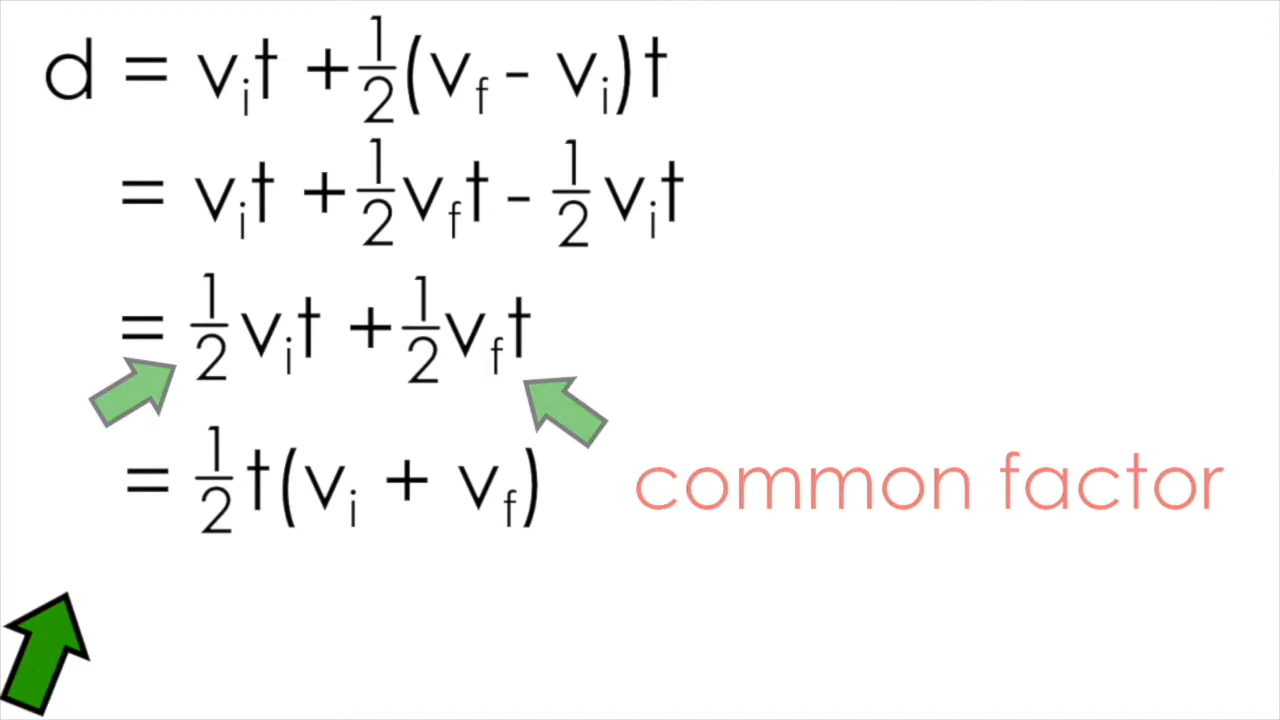 d = vᵢt + ½(v_f - vᵢ)t
= vᵢt + ½v_ft - ½vᵢt
= ½vᵢt + ½v_ft
= ½t(vᵢ + v_f) common factor